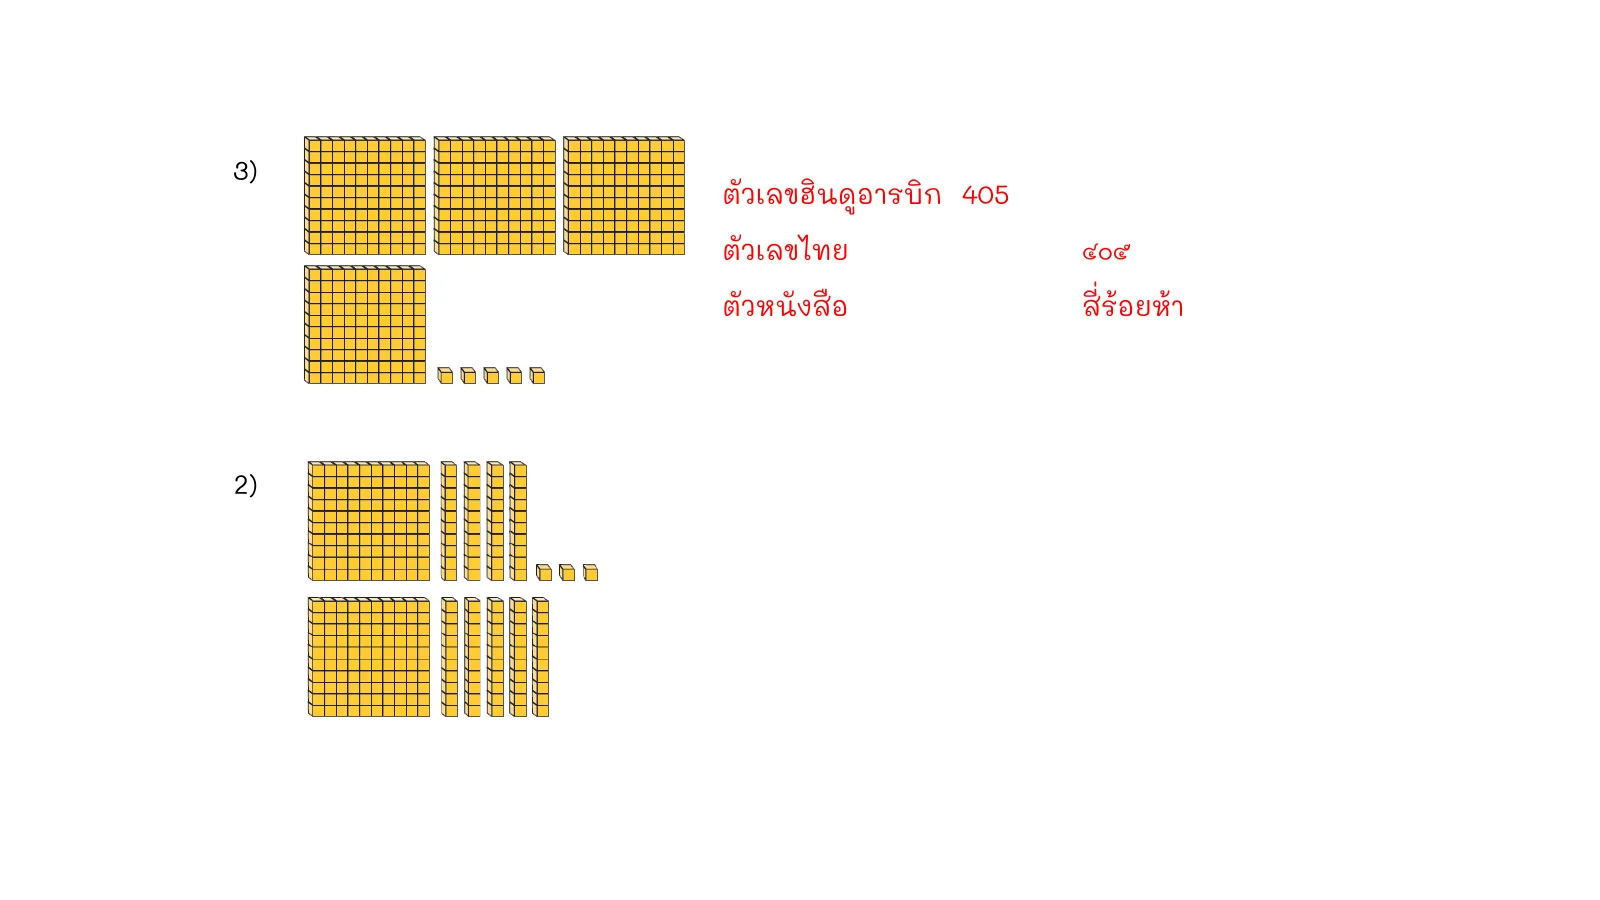 3)
ตัวเลขฮินดูอารบิก 405
ตัวเลขไทย ๔๐๕
ตัวหนังสือ สี่ร้อยห้า
2)